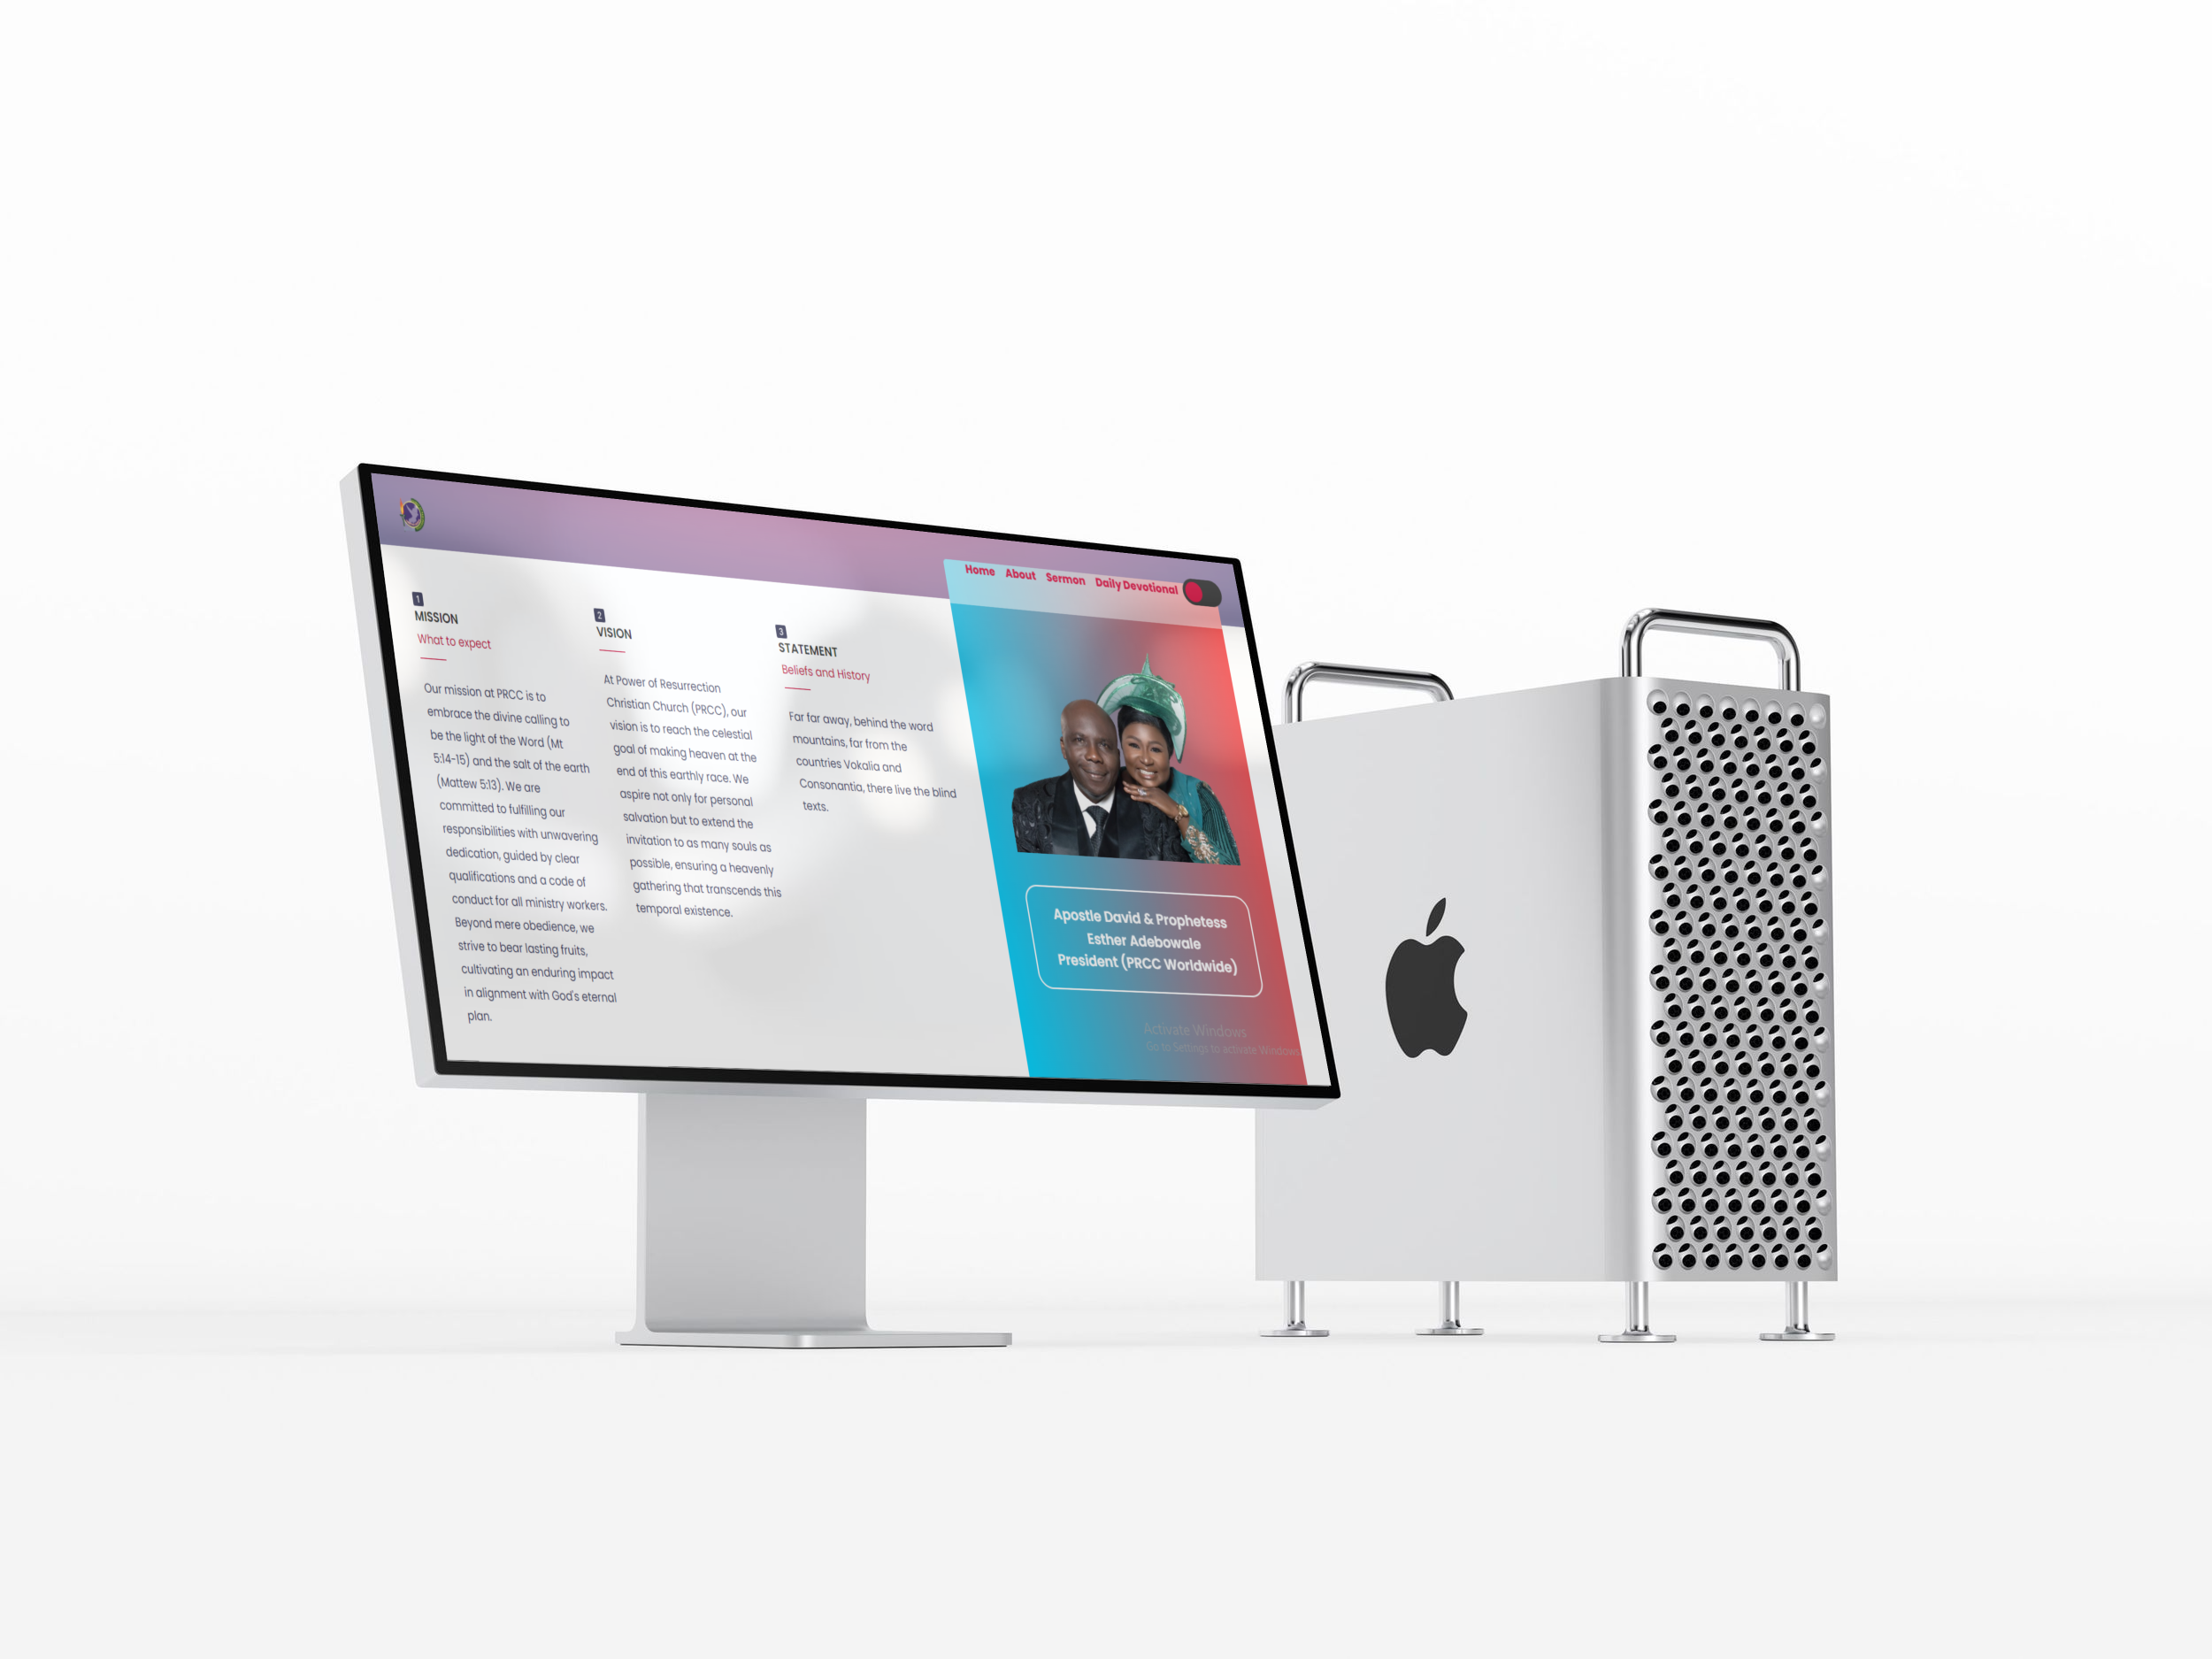 Home About Sermon Daily Devotional
1
MISSION
What to expect
Our mission at PRCC is to
embrace the divine calling to
be the light of the Word (Mt
5:14-15) and the salt of the earth
(Mattew 5:13). We are
committed to fulfilling our
responsibilities with unwavering
dedication, guided by clear
qualifications and a code of
conduct for all ministry workers.
Beyond mere obedience, we
strive to bear lasting fruits,
cultivating an enduring impact
in alignment with God's eternal
plan.
2
VISION
At Power of Resurrection
Christian Church (PRCC), our
vision is to reach the celestial
goal of making heaven at the
end of this earthly race. We
aspire not only for personal
salvation but to extend the
invitation to as many souls as
possible, ensuring a heavenly
gathering that transcends this
temporal existence.
3
STATEMENT
Beliefs and History
Far far away, behind the word
mountains, far from the
countries Vokalia and
Consonantia, there live the blind
texts.
Apostle David & Prophetess
Esther Adebowale
President (PRCC Worldwide)
Activate Windows
Go to Settings to activate Windows